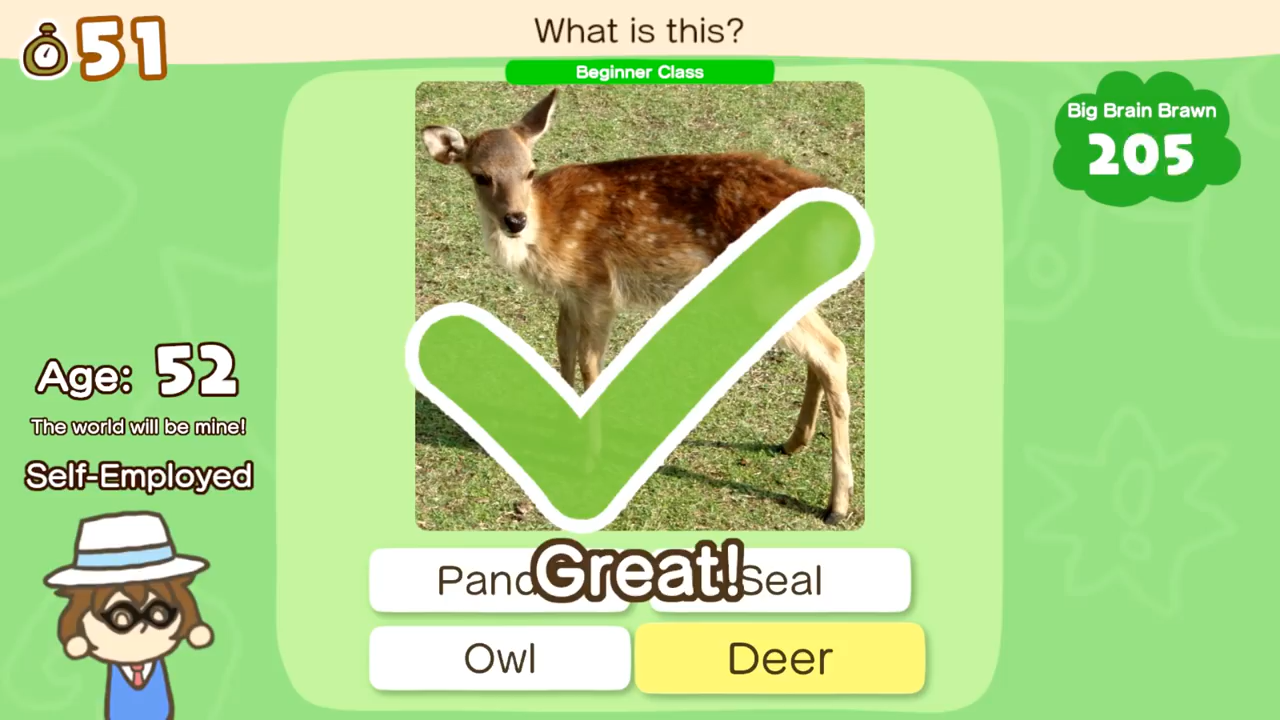 51
What is this?
Beginner Class
Big Brain Brawn
205
Age: 52
The world will be mine!
Self-Employed
Great!
Seal
Owl
Deer